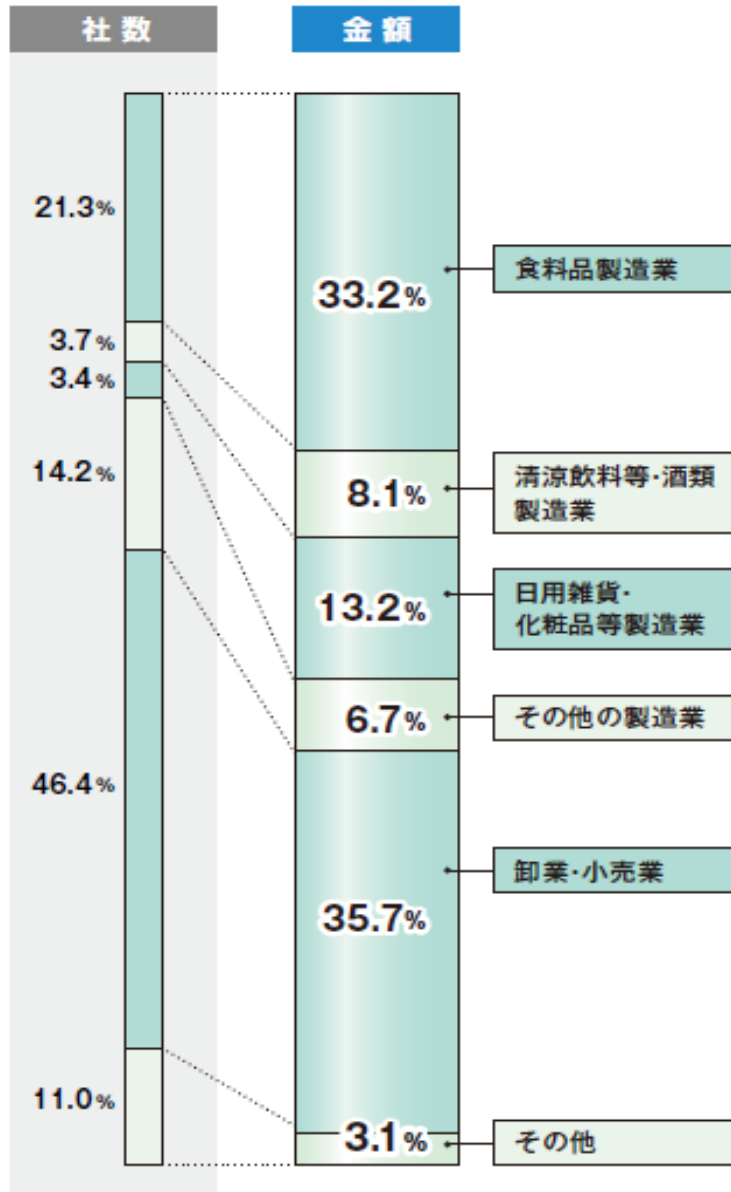 社数
金額
21.3%
3.7%
3.4%
14.2%
46.4%
11.0%
33.2%
8.1%
13.2%
6.7%
35.7%
3.1%
食料品製造業
清涼飲料等・酒類
製造業
日用雑貨・
化粧品等製造業
その他の製造業
卸業・小売業
その他